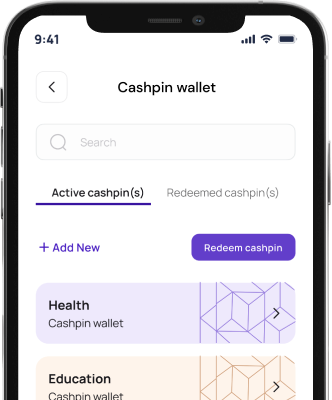 9:41
Cashpin wallet
Search
Active cashpin(s) Redeemed cashpin(s)
+ Add New Redeem cashpin
Health
Cashpin wallet
Education
Cashpin wallet